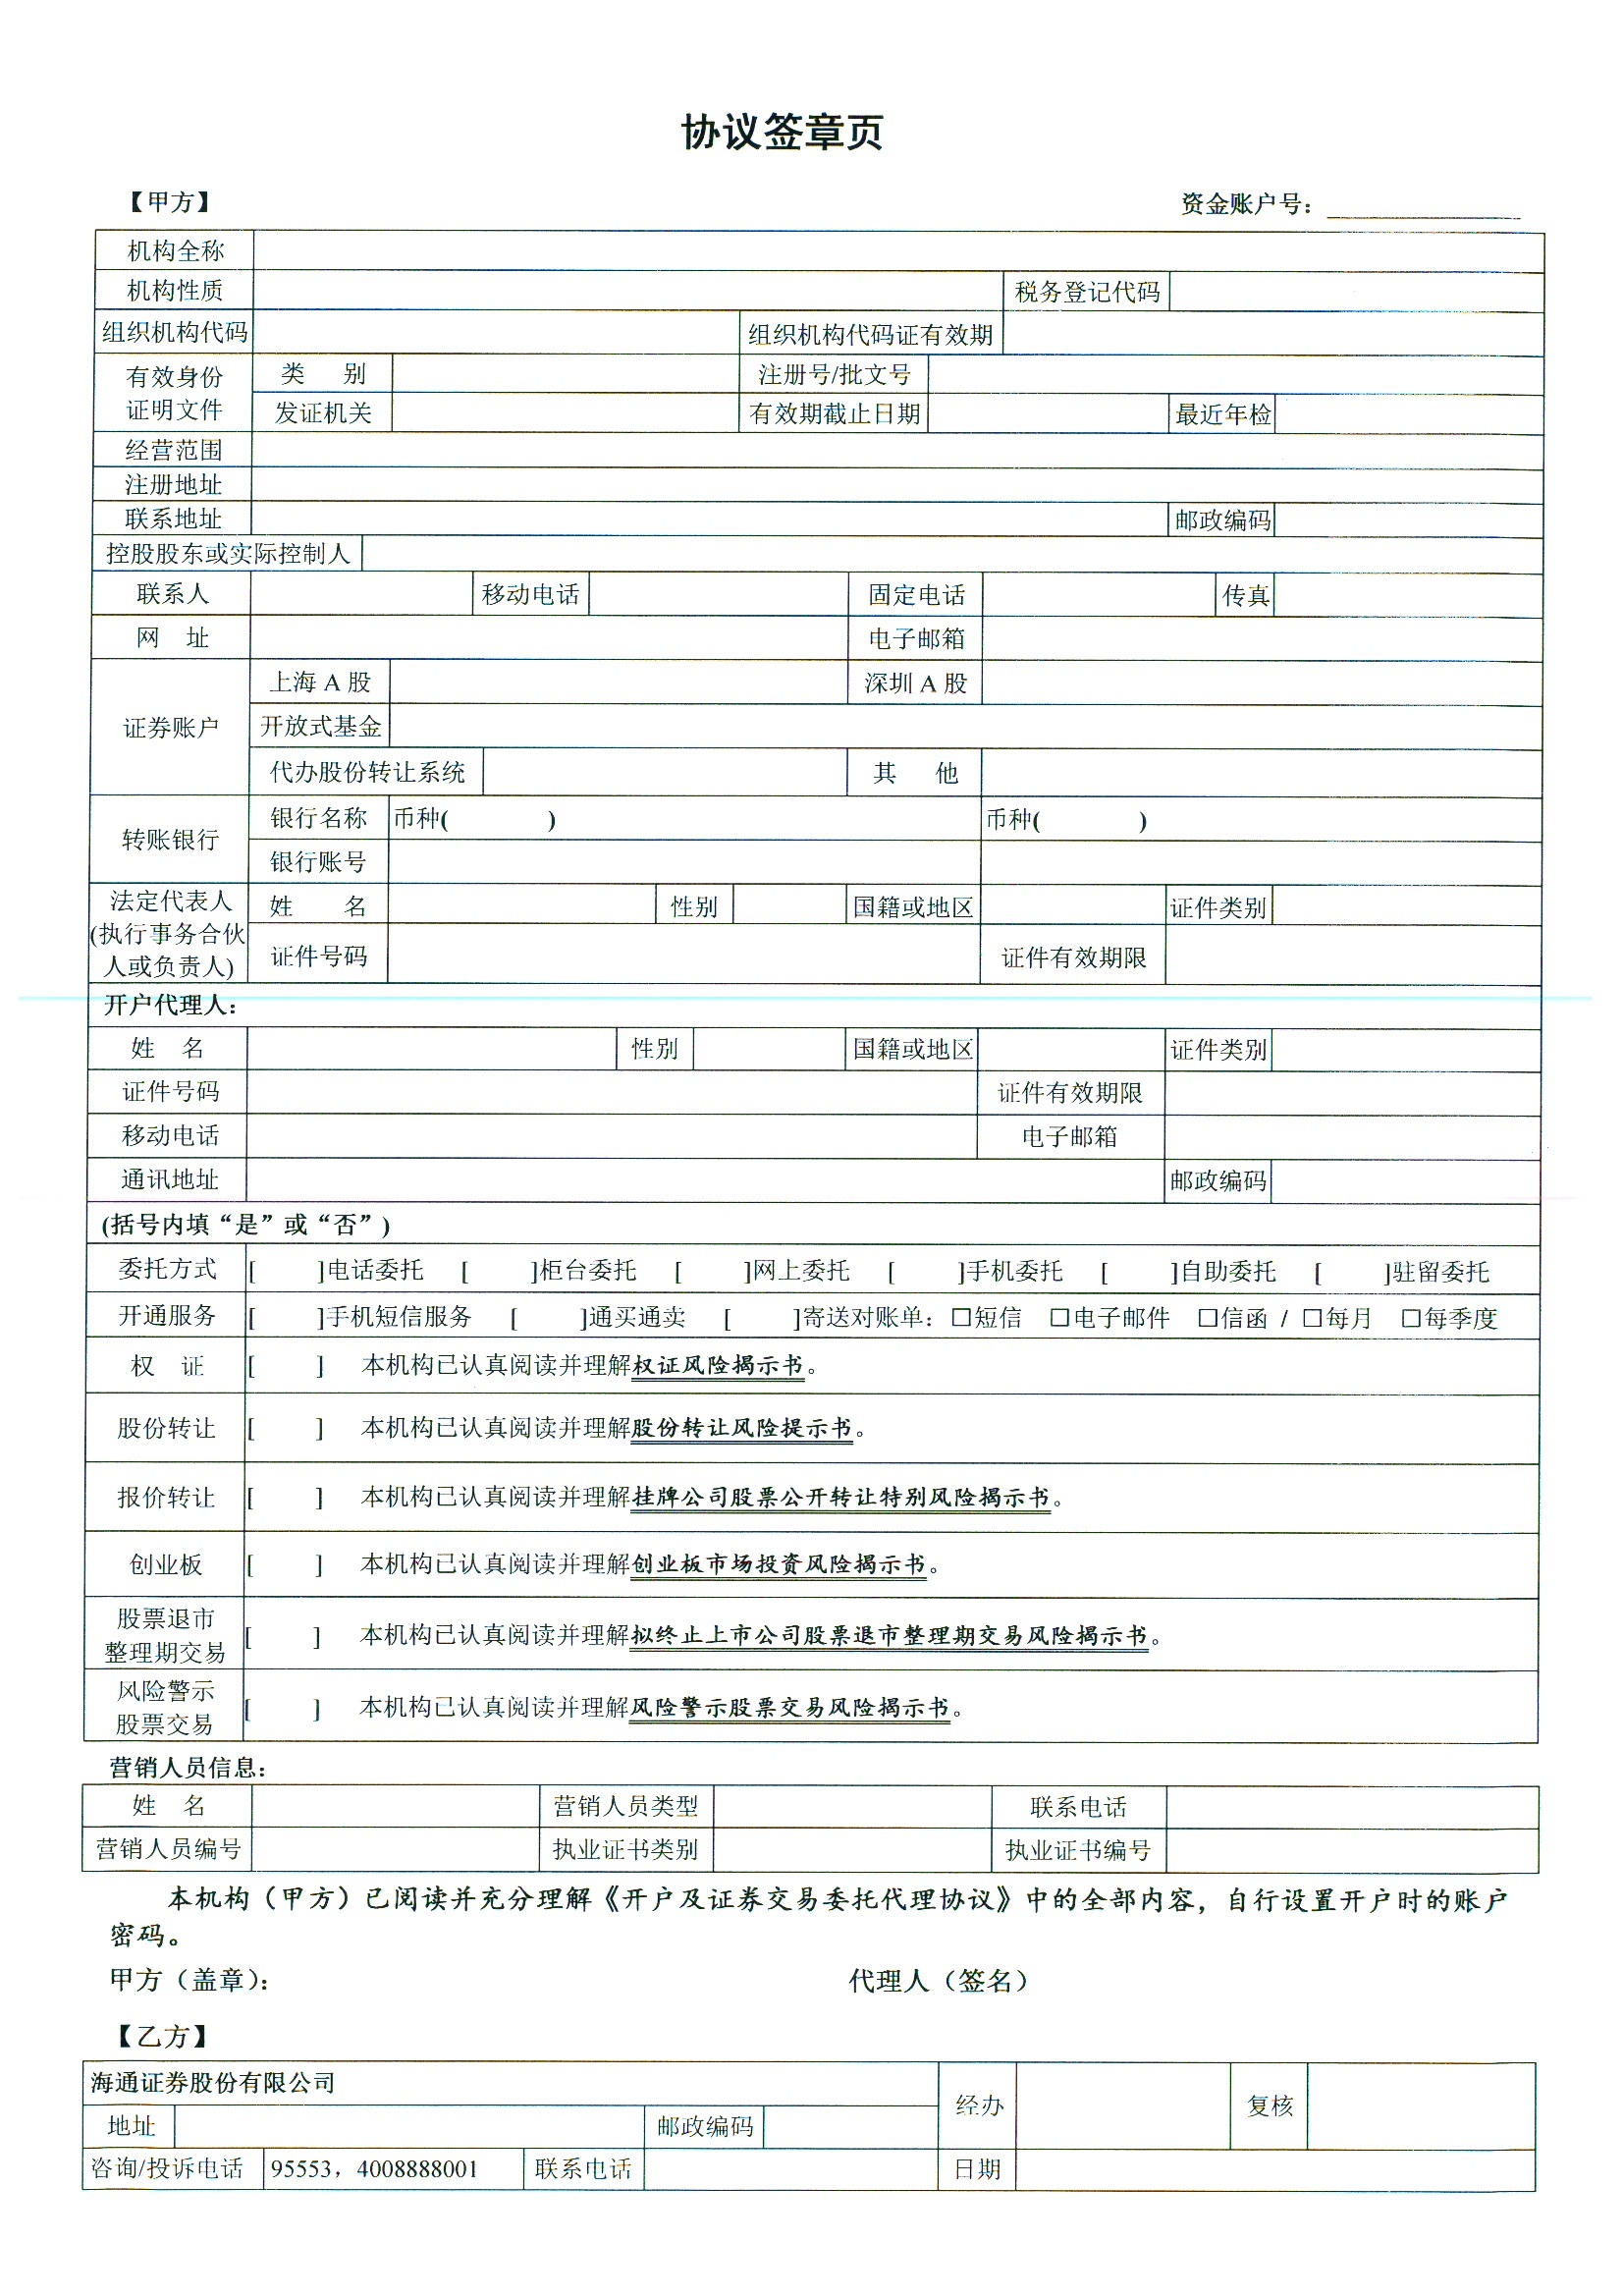 协议签章页
【甲方】 资金账户号：
机构全称
机构性质 税务登记代码
组织机构代码 组织机构代码证有效期
有效身份证明文件 类 别 注册号/批文号
发证机关 有效期截止日期 最近年检
经营范围
注册地址
联系地址 邮政编码
控股股东或实际控制人
联系人 移动电话 固定电话 传真
网 址 电子邮箱
证券账户 上海 A 股 深圳 A 股
开放式基金
代办股份转让系统 其 他
转账银行 银行名称 币种( ) 币种( )
银行账号
法定代表人
(执行事务合伙
人或负责人)
姓 名 性别 国籍或地区 证件类别
证件号码 证件有效期限
开户代理人：
姓 名 性别 国籍或地区 证件类别
证件号码 证件有效期限
移动电话 电子邮箱
通讯地址 邮政编码
(括号内填“是”或“否”)
委托方式 [ ]电话委托 [ ]柜台委托 [ ]网上委托 [ ]手机委托 [ ]自助委托 [ ]驻留委托
开通服务 [ ]手机短信服务 [ ]通买通卖 [ ]寄送对账单：□短信 □电子邮件 □信函 / □每月 □每季度
权 证 [ ] 本机构已认真阅读并理解权证风险揭示书。
股份转让 [ ] 本机构已认真阅读并理解股份转让风险提示书。
报价转让 [ ] 本机构已认真阅读并理解挂牌公司股票公开转让特别风险揭示书。
创业板 [ ] 本机构已认真阅读并理解创业板市场投资风险揭示书。
股票退市
整理期交易 [ ] 本机构已认真阅读并理解拟终止上市公司股票退市整理期交易风险揭示书。
风险警示
股票交易 [ ] 本机构已认真阅读并理解风险警示股票交易风险揭示书。
营销人员信息：
姓 名 营销人员类型 联系电话
营销人员编号 执业证书类别 执业证书编号
本机构（甲方）已阅读并充分理解《开户及证券交易委托代理协议》中的全部内容，自行设置开户时的账户
密码。
甲方（盖章）： 代理人（签名）
【乙方】
海通证券股份有限公司 经办 复核
地址 邮政编码
咨询/投诉电话 95553，4008888001 联系电话 日期